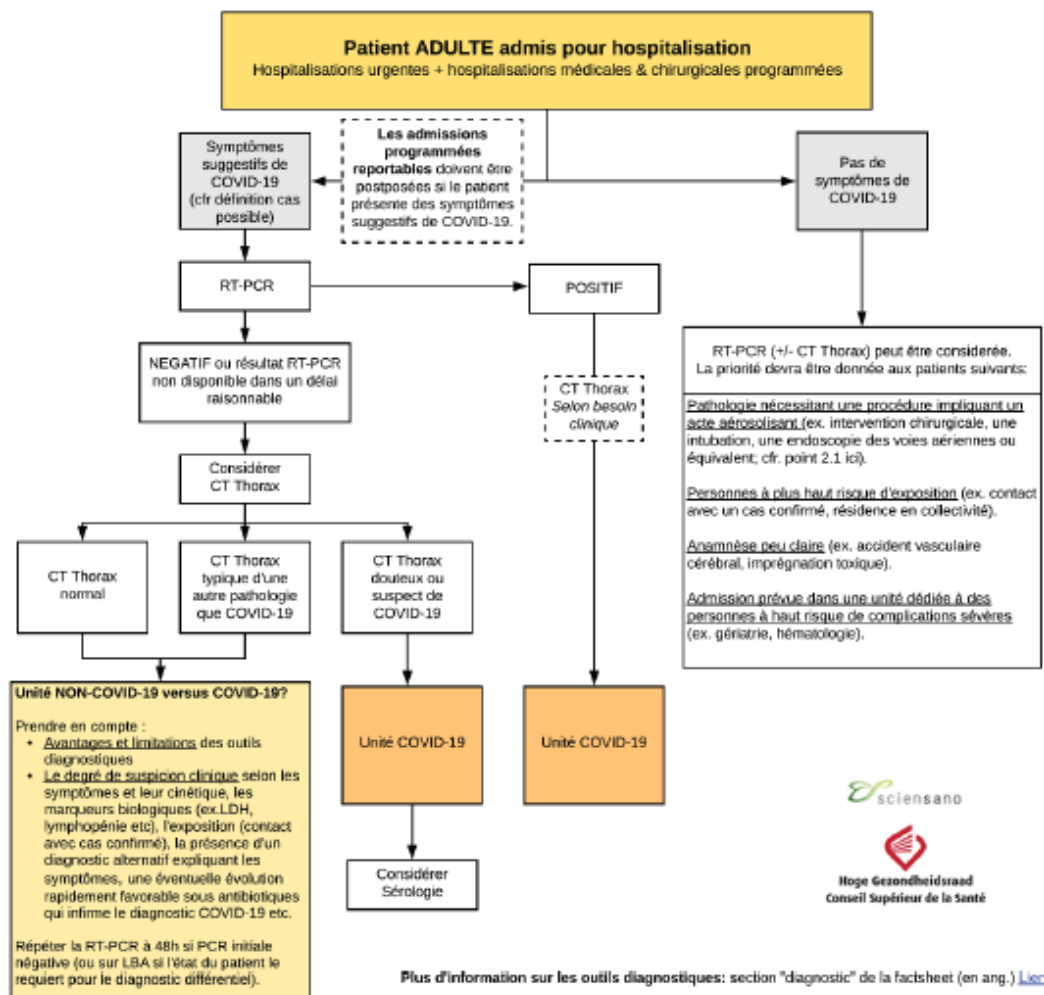 Patient ADULTE admis pour hospitalisation
Hospitalisations urgentes + hospitalisations médicales & chirurgicales programmées
Symptômes
suggestifs de
COVID-19
(cfr définition cas
possible)
Les admissions
programmées
reportables doivent être
postposées si le patient
présente des symptômes
suggestifs de COVID-19.
Pas de
symptômes de
COVID-19
RT-PCR
POSITIF
NEGATIF ou résultat RT-PCR
non disponible dans un délai
raisonnable
CT Thorax
Selon besoin
clinique
RT-PCR (+/- CT Thorax) peut être considerée.
La priorité devra être donnée aux patients suivants:
Pathologie nécessitant une procédure impliquant un
acte aérosolisant (ex. intervention chirurgicale, une
intubation, une endoscopie des voies aériennes ou
équivalent; cfr. point 2.1 ici).
Personnes à plus haut risque d'exposition (ex. contact
avec un cas confirmé, résidence en collectivité).
Anamnèse peu claire (ex. accident vasculaire
cérébral, imprégnation toxique).
Admission prévue dans une unité dédiée à des
personnes à haut risque de complications sévères
(ex. gériatrie, hématologie).
Considérer
CT Thorax
CT Thorax
normal
CT Thorax
typique d'une
autre pathologie
que COVID-19
CT Thorax
douteux ou
suspect de
COVID-19
Unité NON-COVID-19 versus COVID-19?
Prendre en compte :
• Avantages et limitations des outils
diagnostiques
• Le degré de suspicion clinique selon les
symptômes et leur cinétique, les
marqueurs biologiques (ex.LDH,
lymphopénie etc), l'exposition (contact
avec cas confirmé), la présence d'un
diagnostic alternatif expliquant les
symptômes, une éventuelle évolution
rapidement favorable sous antibiotiques
qui infirme le diagnostic COVID-19 etc.
Répéter la RT-PCR à 48h si PCR initiale
négative (ou sur LBA si l'état du patient le
requiert pour le diagnostic différentiel).
Unité COVID-19
Unité COVID-19
Considérer
Sérologie
sciensano
Hoge Gezondheidsraad
Conseil Supérieur de la Santé
Plus d'information sur les outils diagnostiques: section "diagnostic" de la factsheet (en ang.) Lien